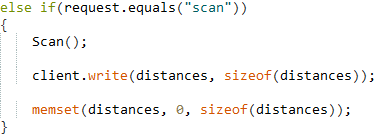 else if(request.equals("scan"))
{
Scan();
client.write(distances, sizeof(distances));
memset(distances, 0, sizeof(distances));
}